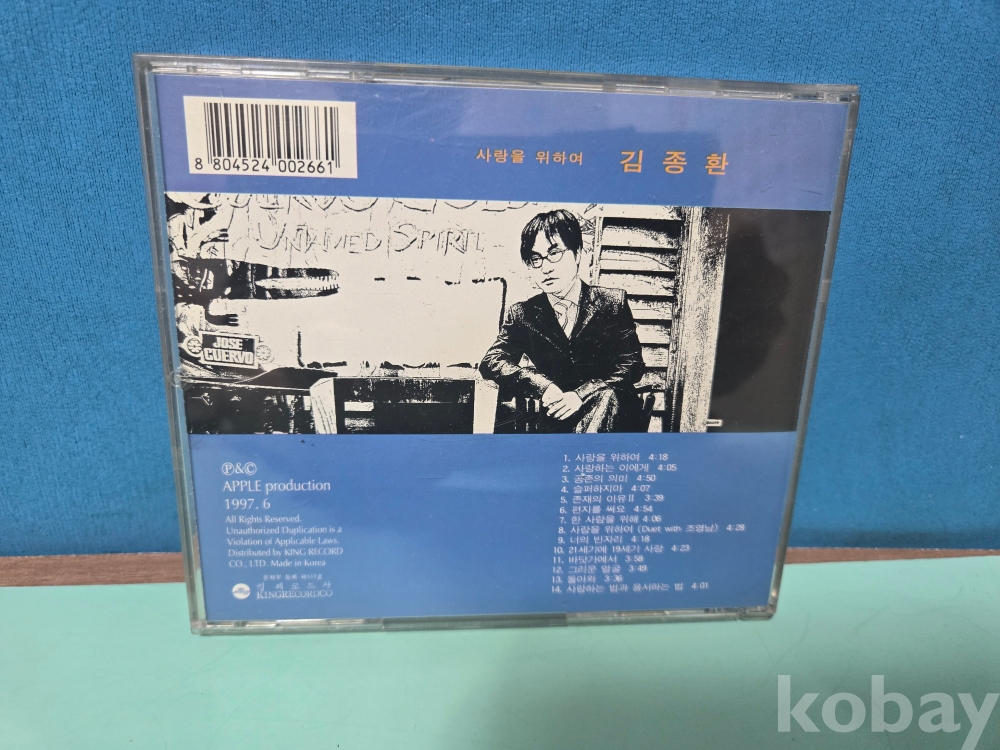 8 804524 002661
사랑을 위하여 김종환
UNTAMED SPIRIT
JOSE
CUERVO
Ⓟ&Ⓒ
APPLE production
1997. 6
All Rights Reserved.
Unauthorized Duplication is a
Violation of Applicable Laws.
Distributed by KING RECORD
CO., LTD. Made in Korea
킹레코드사
KINGRECORDCO
1. 사랑을 위하여 4:18
2. 사랑하는 이에게 4:05
3. 공존의 의미 4:50
4. 슬퍼하지마 4:07
5. 존재의 이유Ⅱ 3:39
6. 편지를 써요 4:54
7. 한 사람을 위해 4:06
8. 사랑을 위하여 (Duet with 조영남) 4:28
9. 너의 빈자리 4:18
10. 21세기에 19세기 사랑 4:23
11. 바닷가에서 3:58
12. 그리운 얼굴 3:49
13. 돌아와 3:36
14. 사랑하는 법과 용서하는 법 4:01
kobay